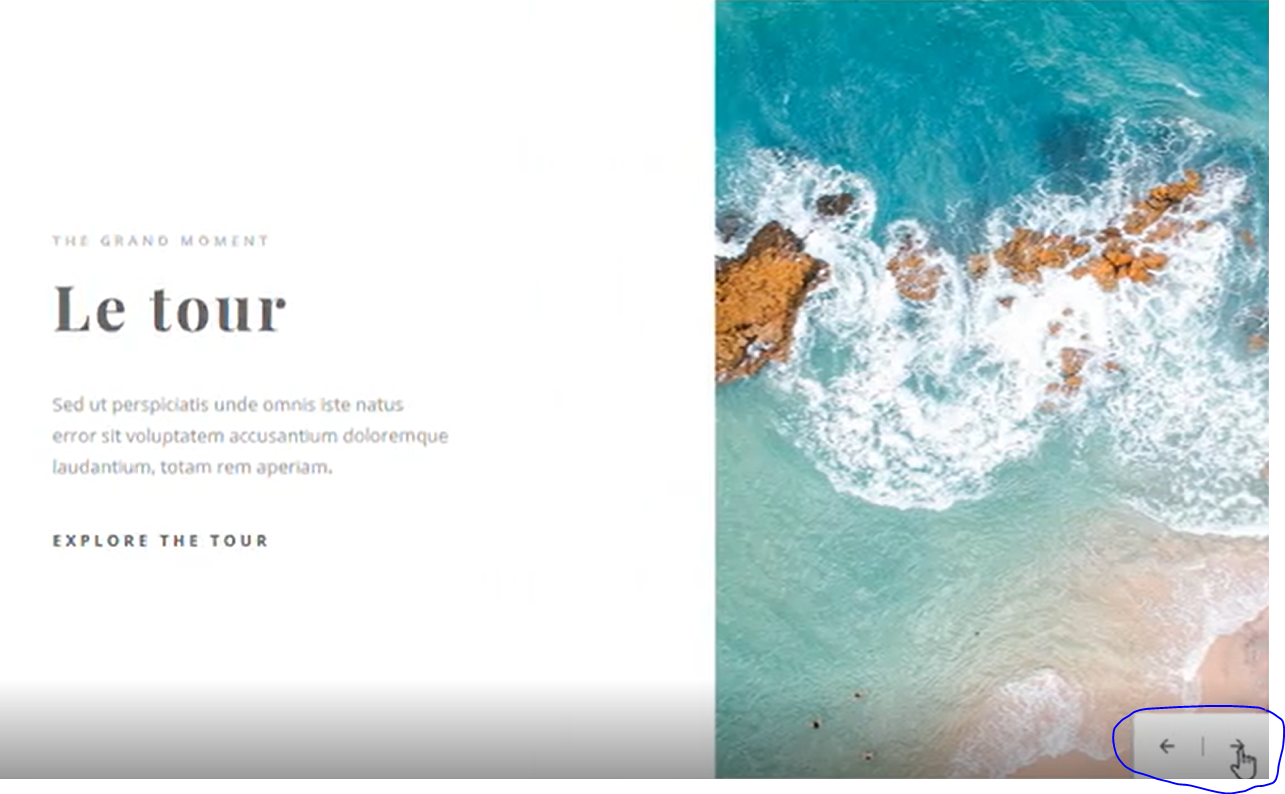 THE GRAND MOMENT
Le tour
Sed ut perspiciatis unde omnis iste natus
error sit voluptatem accusantium doloremque
laudantium, totam rem aperiam.
EXPLORE THE TOUR